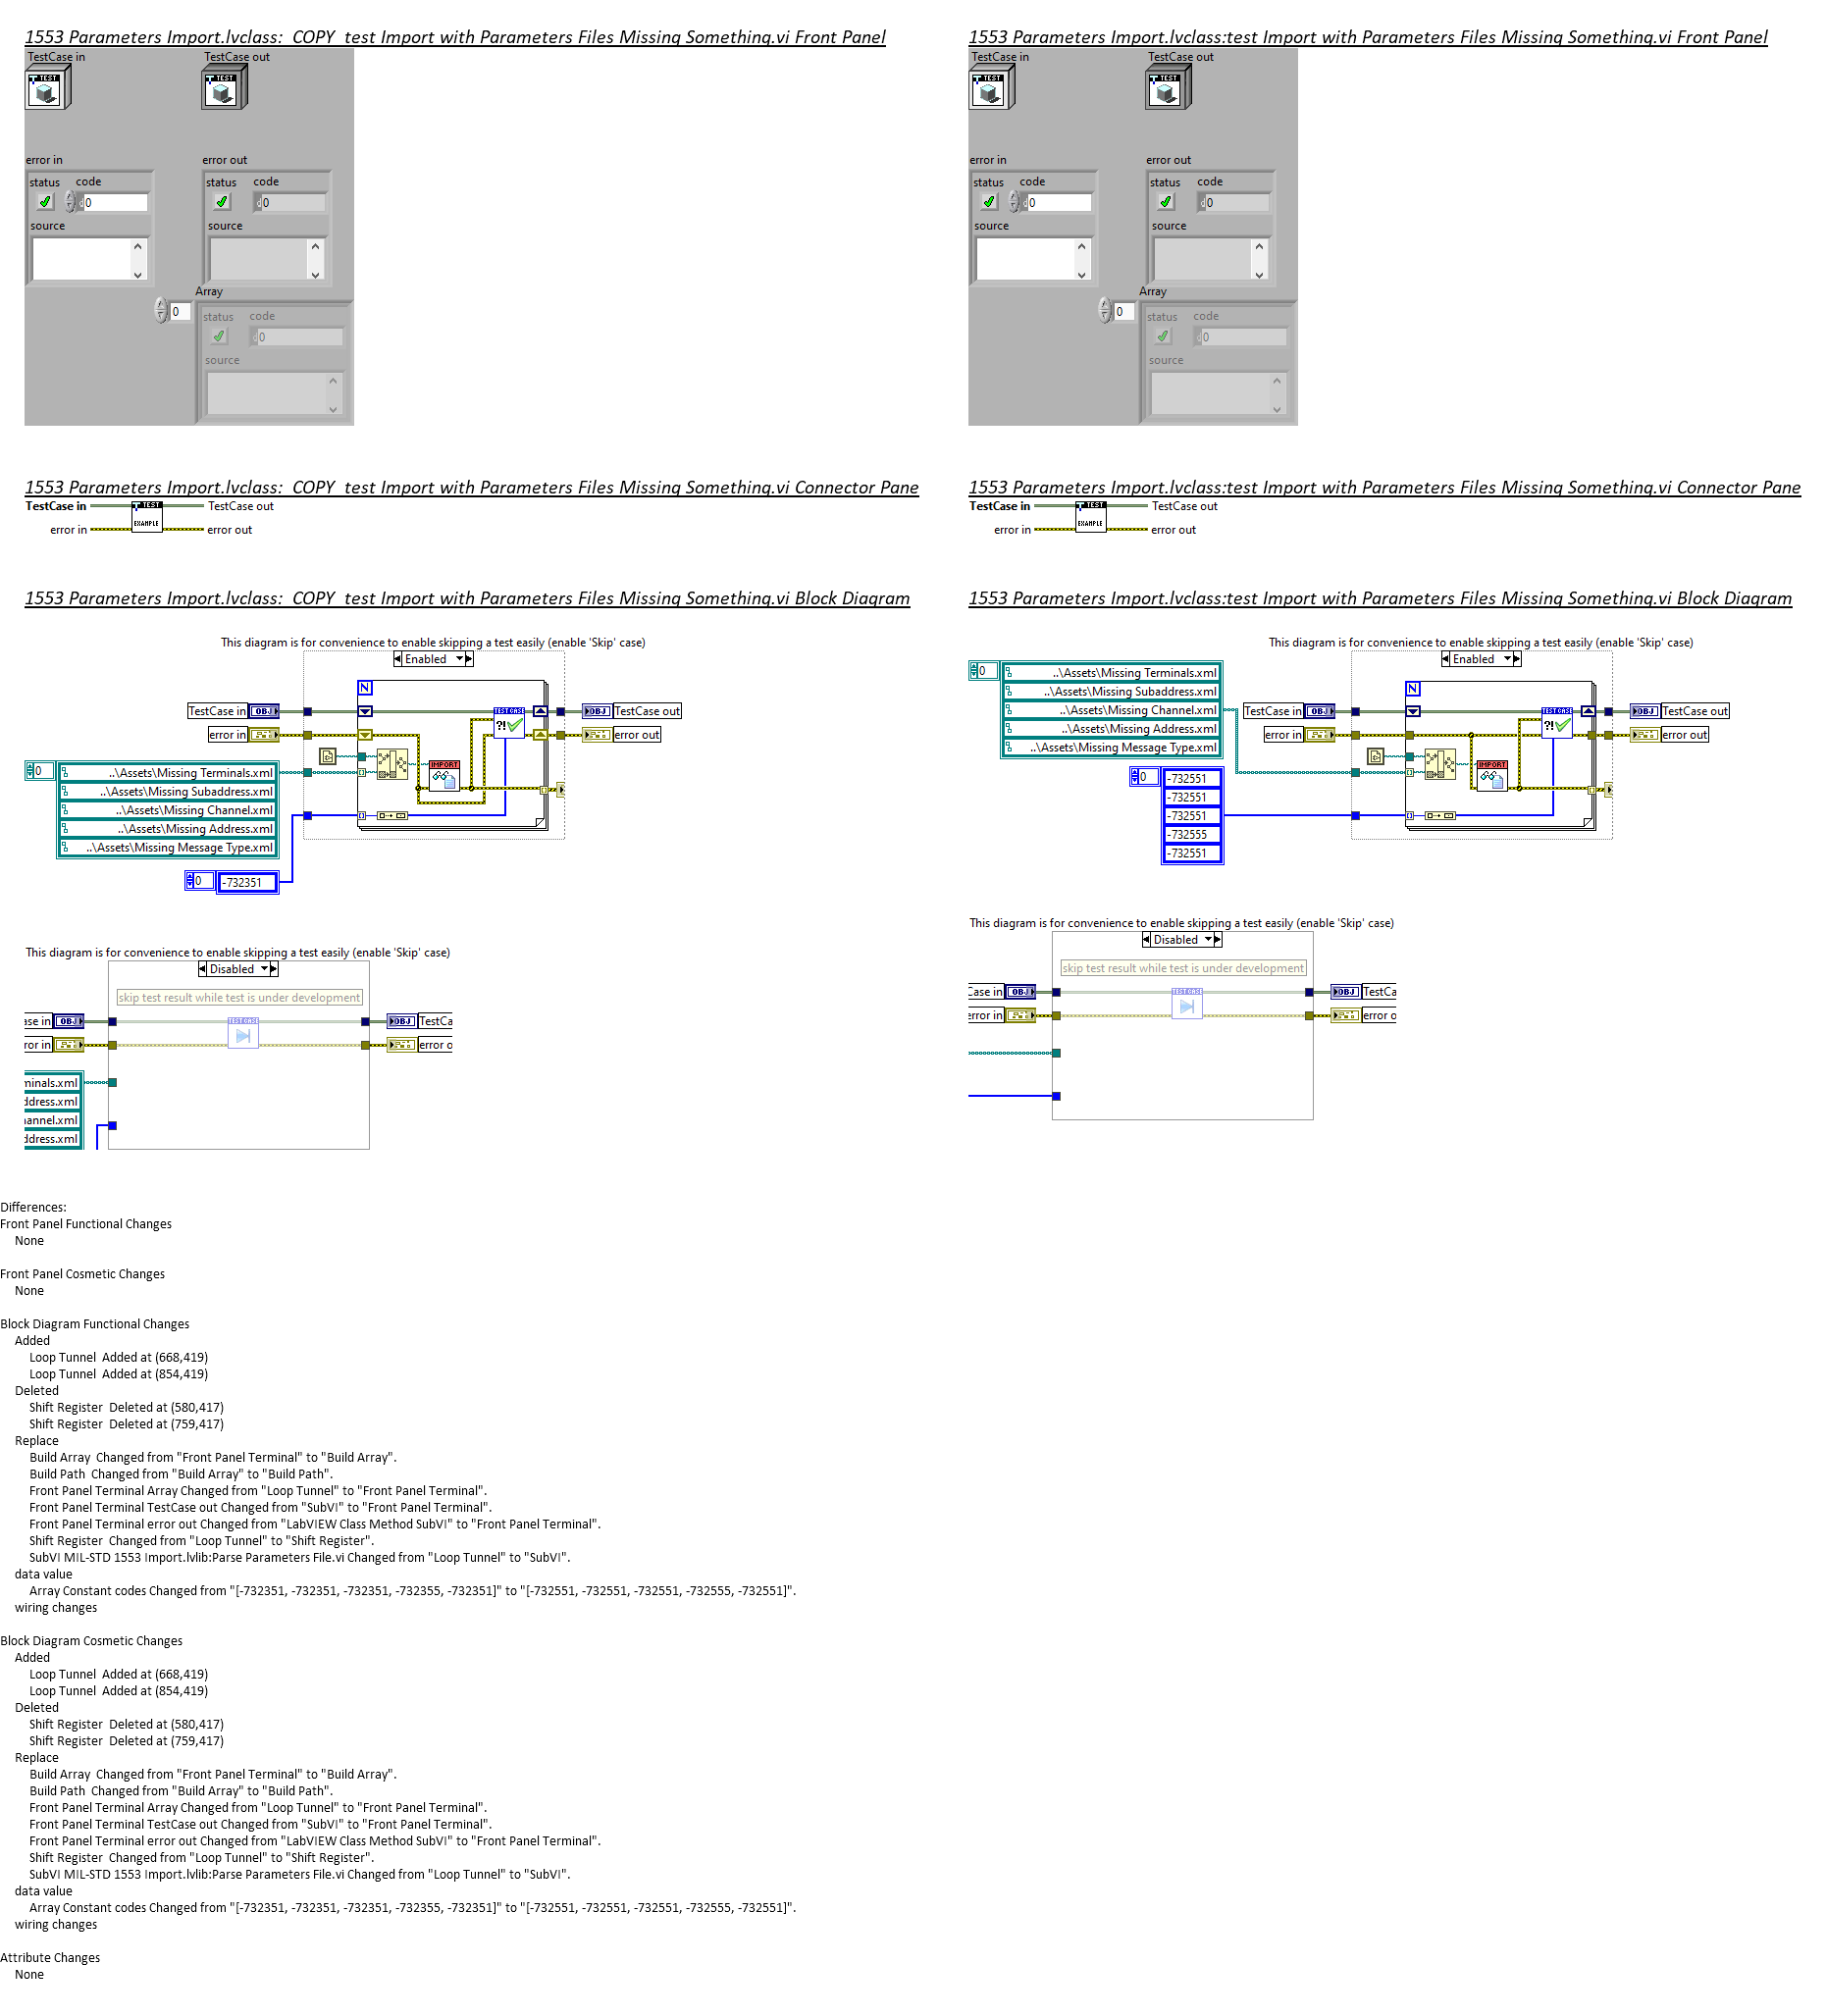 1553 Parameters Import.lvclass:_COPY_test Import with Parameters Files Missing Something.vi Front Panel
TestCase in
TestCase out
TEST
TEST
error in
error out
status
code
status
code
0
0
source
source
Array
0
status
code
0
source
1553 Parameters Import.lvclass:test Import with Parameters Files Missing Something.vi Front Panel
TestCase in
TestCase out
TEST
TEST
error in
error out
status
code
status
code
0
0
source
source
Array
0
status
code
0
source
1553 Parameters Import.lvclass:_COPY_test Import with Parameters Files Missing Something.vi Connector Pane
TestCase in
TEST
TestCase out
error in
EXAMPLE
error out
1553 Parameters Import.lvclass:test Import with Parameters Files Missing Something.vi Connector Pane
TestCase in
TEST
TestCase out
error in
EXAMPLE
error out
1553 Parameters Import.lvclass:_COPY_test Import with Parameters Files Missing Something.vi Block Diagram
This diagram is for convenience to enable skipping a test easily (enable 'Skip' case)
Enabled
N
TestCase in
OBJ
TEST CASE
?!
OBJ
TestCase out
error in
error out
IMPORT
0
..\Assets\Missing Terminals.xml
..\Assets\Missing Subaddress.xml
..\Assets\Missing Channel.xml
..\Assets\Missing Address.xml
..\Assets\Missing Message Type.xml
0
-732351
This diagram is for convenience to enable skipping a test easily (enable 'Skip' case)
Disabled
skip test result while test is under development
ase in
OBJ
TEST CASE
OBJ
TestCa
ror in
error o
minals.xml
ddress.xml
annel.xml
ddress.xml
1553 Parameters Import.lvclass:test Import with Parameters Files Missing Something.vi Block Diagram
This diagram is for convenience to enable skipping a test easily (enable 'Skip' case)
Enabled
0
..\Assets\Missing Terminals.xml
..\Assets\Missing Subaddress.xml
..\Assets\Missing Channel.xml
..\Assets\Missing Address.xml
..\Assets\Missing Message Type.xml
N
TestCase in
OBJ
TEST CASE
?!
OBJ
TestCase out
error in
error out
IMPORT
0
-732551
-732551
-732551
-732555
-732551
This diagram is for convenience to enable skipping a test easily (enable 'Skip' case)
Disabled
skip test result while test is under development
Case in
OBJ
TEST CASE
OBJ
TestCa
error in
error o
Differences:
Front Panel Functional Changes
None
Front Panel Cosmetic Changes
None
Block Diagram Functional Changes
Added
Loop Tunnel  Added at (668,419)
Loop Tunnel  Added at (854,419)
Deleted
Shift Register  Deleted at (580,417)
Shift Register  Deleted at (759,417)
Replace
Build Array  Changed from "Front Panel Terminal" to "Build Array".
Build Path  Changed from "Build Array" to "Build Path".
Front Panel Terminal Array Changed from "Loop Tunnel" to "Front Panel Terminal".
Front Panel Terminal TestCase out Changed from "SubVI" to "Front Panel Terminal".
Front Panel Terminal error out Changed from "LabVIEW Class Method SubVI" to "Front Panel Terminal".
Shift Register  Changed from "Loop Tunnel" to "Shift Register".
SubVI MIL-STD 1553 Import.lvlib:Parse Parameters File.vi Changed from "Loop Tunnel" to "SubVI".
data value
Array Constant codes Changed from "[-732351, -732351, -732351, -732355, -732351]" to "[-732551, -732551, -732551, -732555, -732551]".
wiring changes
Block Diagram Cosmetic Changes
Added
Loop Tunnel  Added at (668,419)
Loop Tunnel  Added at (854,419)
Deleted
Shift Register  Deleted at (580,417)
Shift Register  Deleted at (759,417)
Replace
Build Array  Changed from "Front Panel Terminal" to "Build Array".
Build Path  Changed from "Build Array" to "Build Path".
Front Panel Terminal Array Changed from "Loop Tunnel" to "Front Panel Terminal".
Front Panel Terminal TestCase out Changed from "SubVI" to "Front Panel Terminal".
Front Panel Terminal error out Changed from "LabVIEW Class Method SubVI" to "Front Panel Terminal".
Shift Register  Changed from "Loop Tunnel" to "Shift Register".
SubVI MIL-STD 1553 Import.lvlib:Parse Parameters File.vi Changed from "Loop Tunnel" to "SubVI".
data value
Array Constant codes Changed from "[-732351, -732351, -732351, -732355, -732351]" to "[-732551, -732551, -732551, -732555, -732551]".
wiring changes
Attribute Changes
None